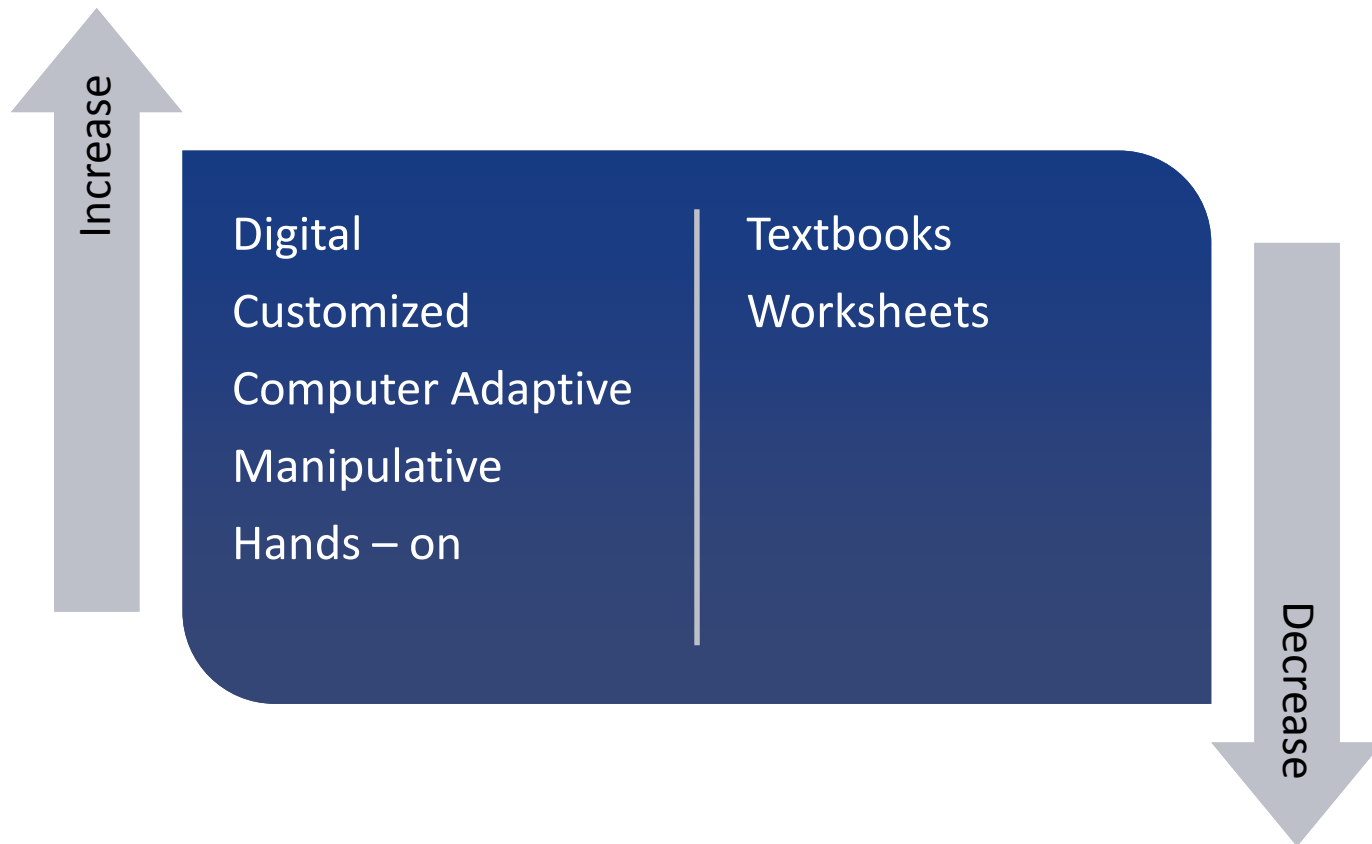 Increase
Digital
Customized
Computer Adaptive
Manipulative
Hands – on
Textbooks
Worksheets
Decrease